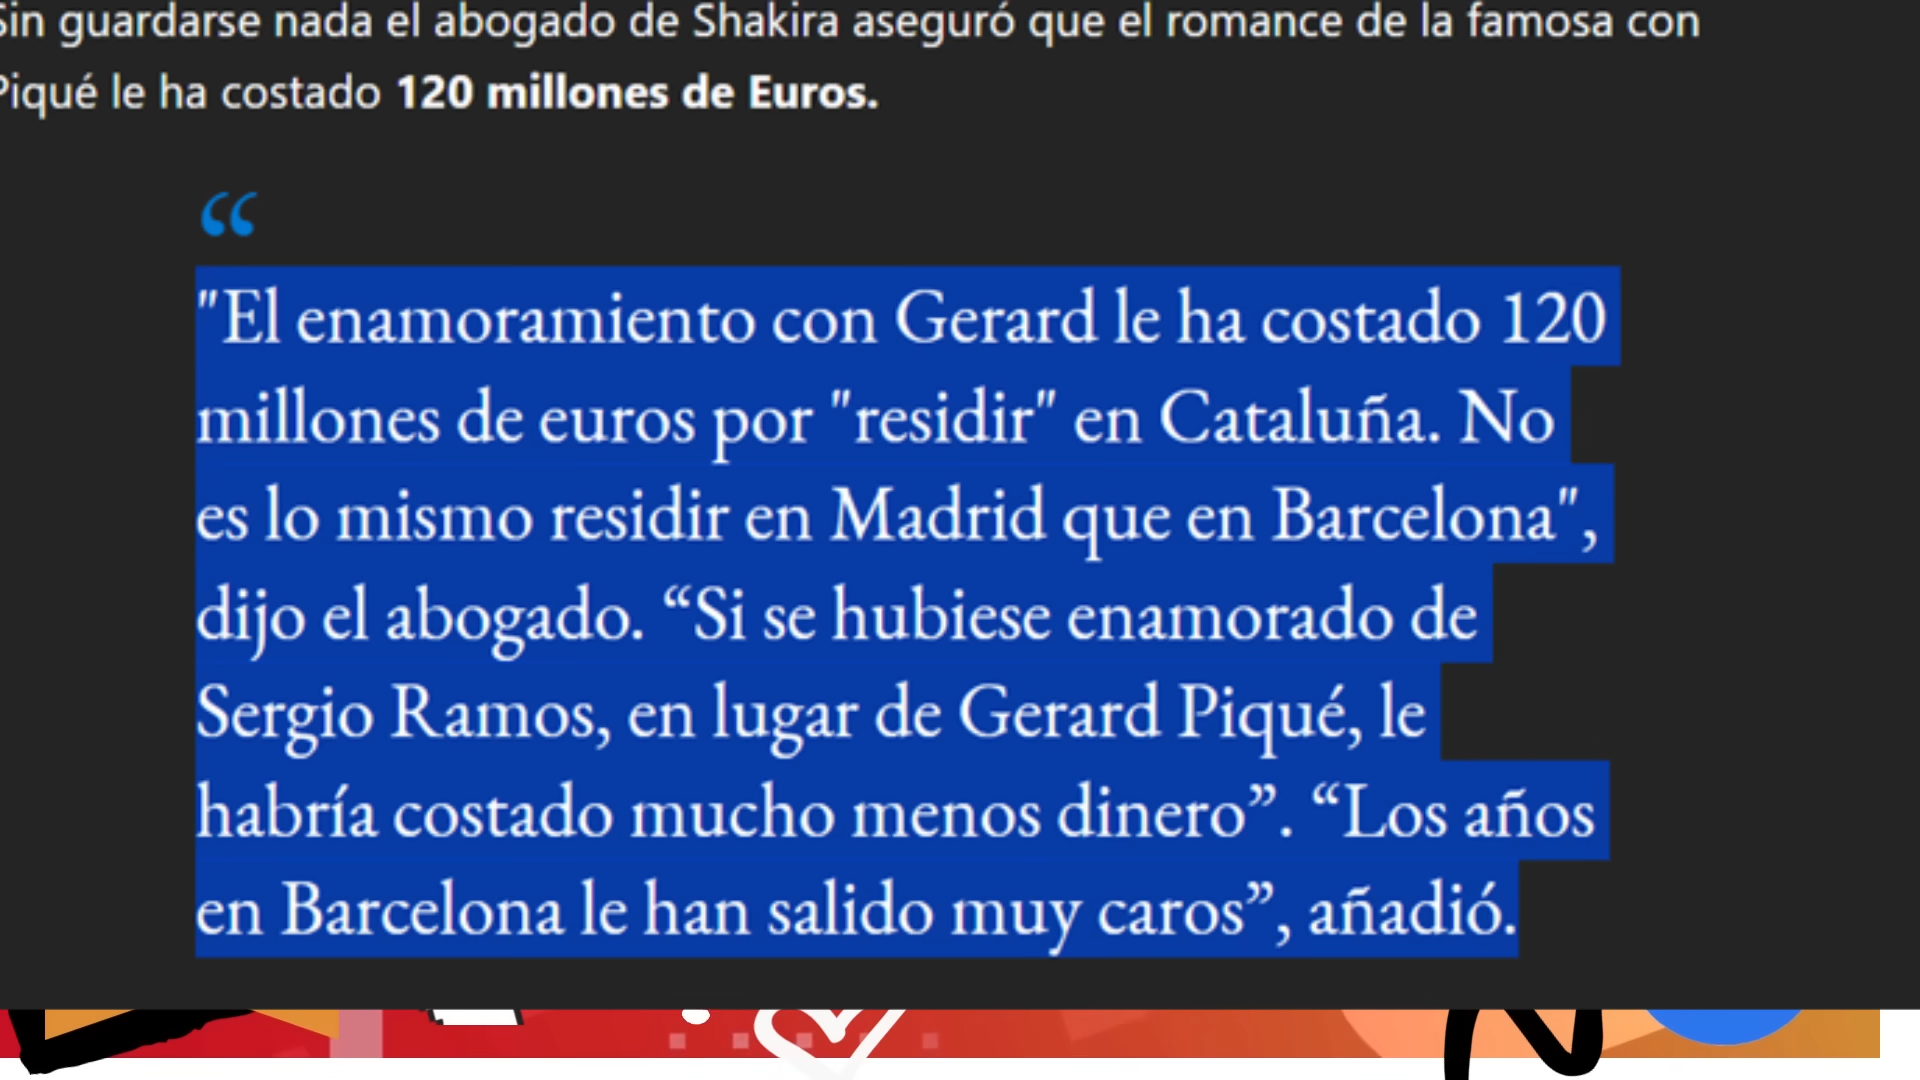 Sin guardarse nada el abogado de Shakira aseguró que el romance de la famosa con
Piqué le ha costado 120 millones de Euros.
“
"El enamoramiento con Gerard le ha costado 120
millones de euros por "residir" en Cataluña. No
es lo mismo residir en Madrid que en Barcelona",
dijo el abogado. “Si se hubiese enamorado de
Sergio Ramos, en lugar de Gerard Piqué, le
habría costado mucho menos dinero”. “Los años
en Barcelona le han salido muy caros”, añadió.